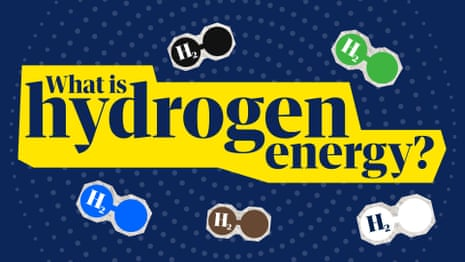 H₂
H₂
What is
hydrogen
energy?
H₂
H₂
H₂